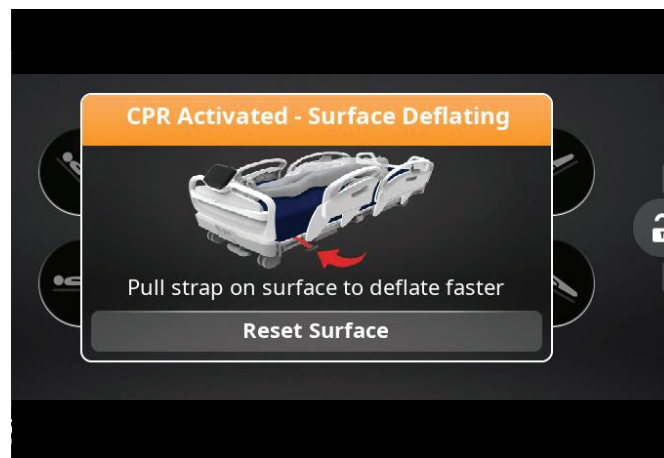 CPR Activated - Surface Deflating
Pull strap on surface to deflate faster
Reset Surface